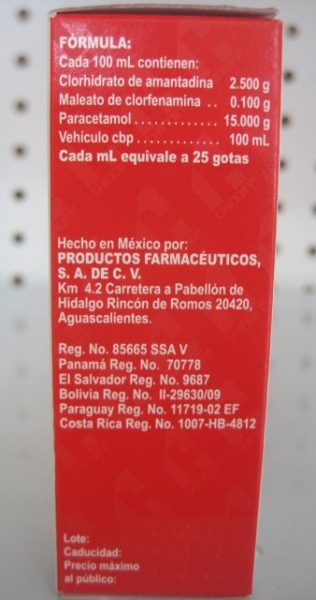 FÓRMULA:
Cada 100 mL contienen:
Clorhidrato de amantadina 2.500 g
Maleato de clorfenamina .. 0.100 g
Paracetamol .............. 15.000 g
Vehículo cbp ............. 100 mL
Cada mL equivale a 25 gotas
Hecho en México por:
PRODUCTOS FARMACÉUTICOS,
S. A. DE C. V.
Km 4.2 Carretera a Pabellón de
Hidalgo Rincón de Romos 20420,
Aguascalientes.
Reg. No. 85665 SSA V
Panamá Reg. No. 70778
El Salvador Reg. No. 9687
Bolivia Reg. No. II-29630/09
Paraguay Reg. No. 11719-02 EF
Costa Rica Reg. No. 1007-HB-4812
Lote:
Caducidad:
Precio máximo
al público: